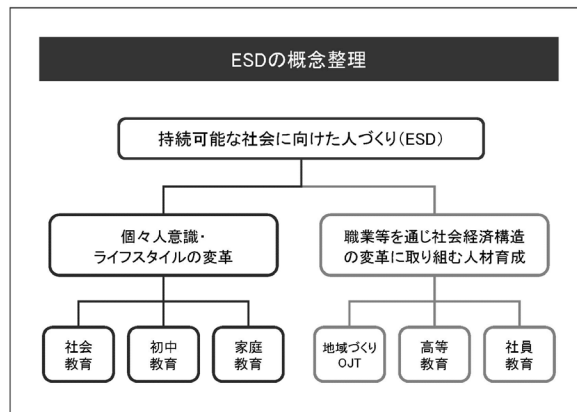 ESDの概念整理
持続可能な社会に向けた人づくり(ESD)
個々人意識・
ライフスタイルの変革
職業等を通じ社会経済構造
の変革に取り組む人材育成
社会
教育
初中
教育
家庭
教育
地域づくり
OJT
高等
教育
社員
教育